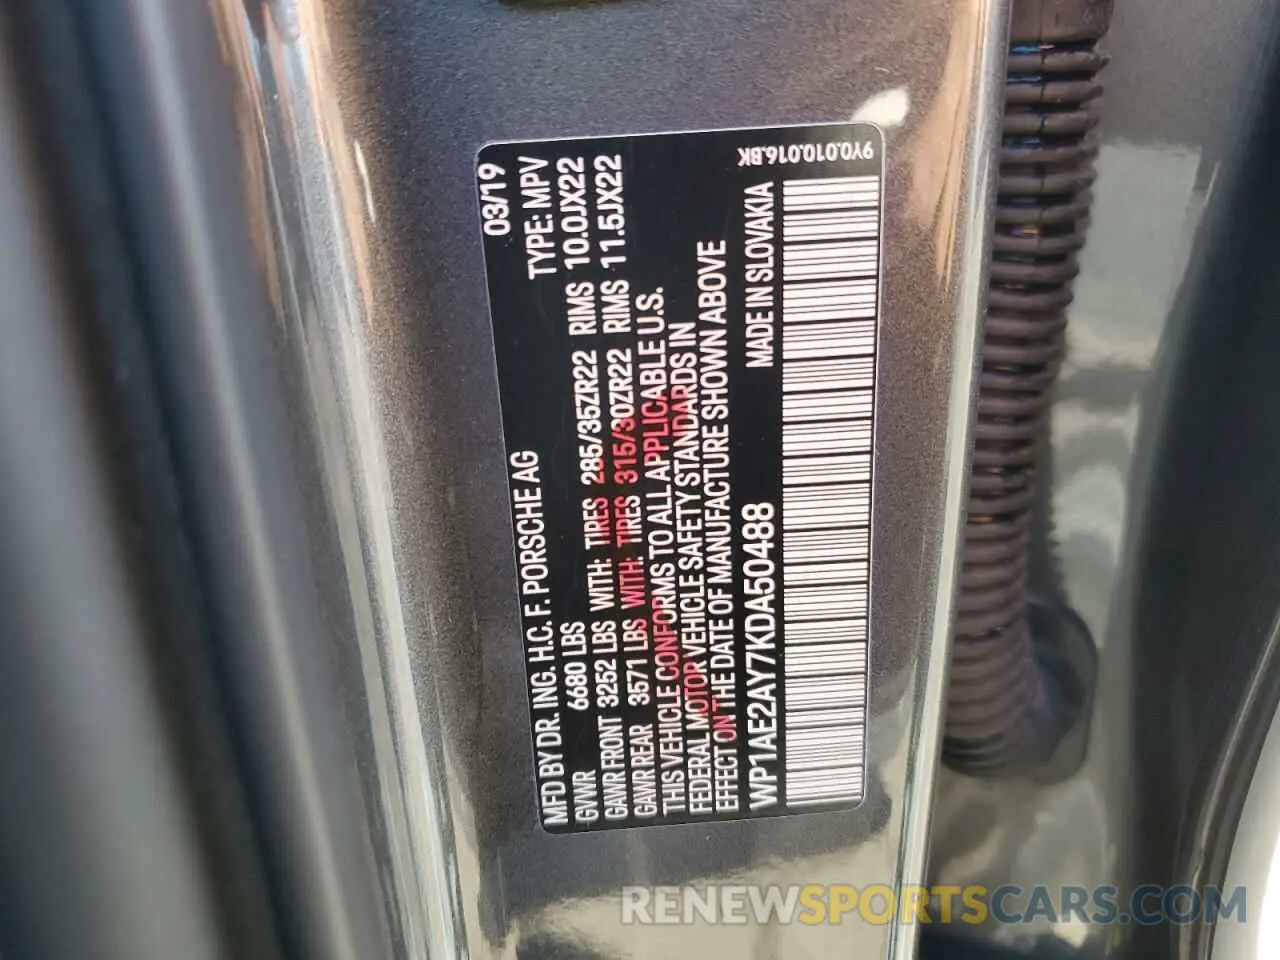 MFD BY DR. ING. H.C. F. PORSCHE AG 03/19
GVWR 6680 LBS TYPE: MPV
GAWR FRONT 3252 LBS WITH: TIRES 285/35ZR22 RIMS 10.0JX22
GAWR REAR 3571 LBS WITH: TIRES 315/30ZR22 RIMS 11.5JX22
THIS VEHICLE CONFORMS TO ALL APPLICABLE U.S.
FEDERAL MOTOR VEHICLE SAFETY STANDARDS IN
EFFECT ON THE DATE OF MANUFACTURE SHOWN ABOVE
WP1AE2AY7KDA50488 MADE IN SLOVAKIA
9Y0.010.016.BK
RENEWSPORTSCARS.COM